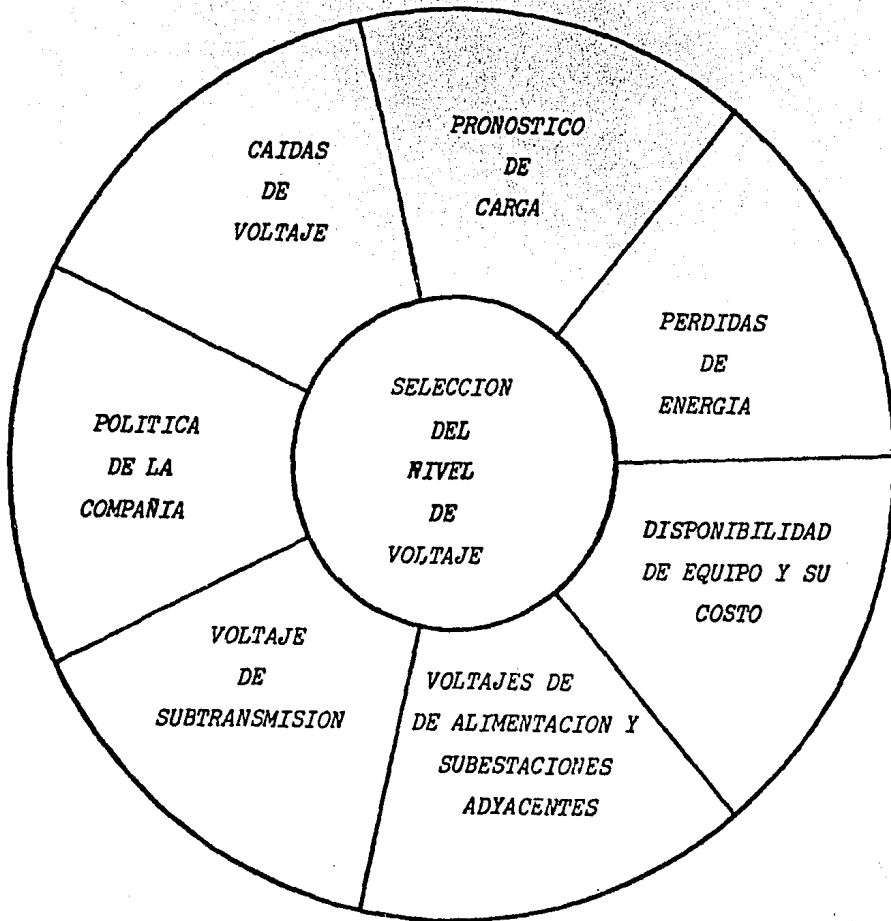 CAIDAS
DE
VOLTAJE
PRONOSTICO
DE
CARGA
PERDIDAS
DE
ENERGIA
DISPONIBILIDAD
DE EQUIPO Y SU
COSTO
VOLTAJES DE
DE ALIMENTACION Y
SUBESTACIONES
ADYACENTES
VOLTAJE
DE
SUBTRANSMISION
POLITICA
DE LA
COMPAÑIA
SELECCION
DEL
NIVEL
DE
VOLTAJE